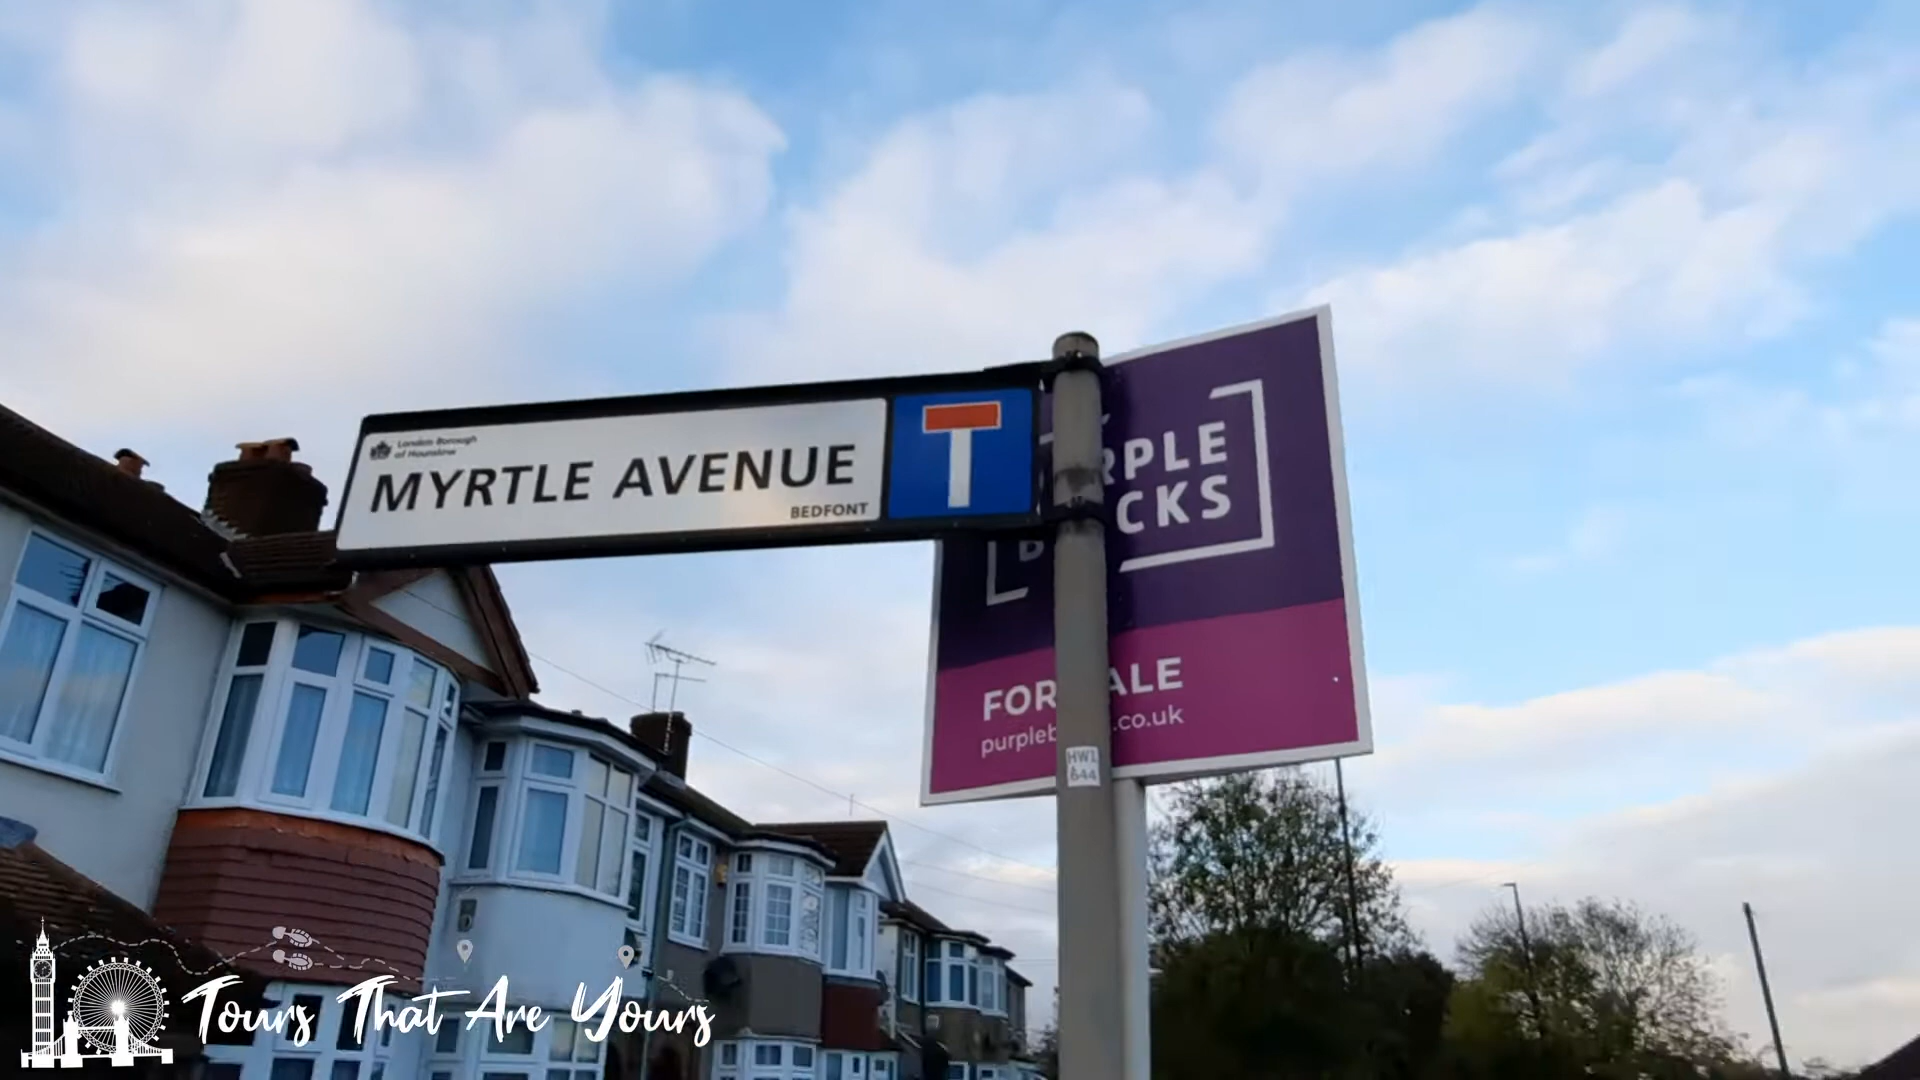 London Borough
of Hounslow
MYRTLE AVENUE
BEDFONT
T
RPLE
B CKS
FOR ALE
purpleb .co.uk
HW1
644
Tours That Are Yours